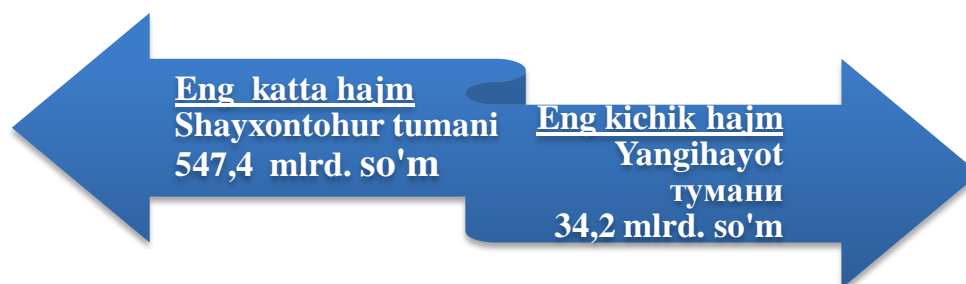 Eng katta hajm
Shayxontohur tumani
547,4 mlrd. so'm
Eng kichik hajm
Yangihayot
тумани
34,2 mlrd. so'm